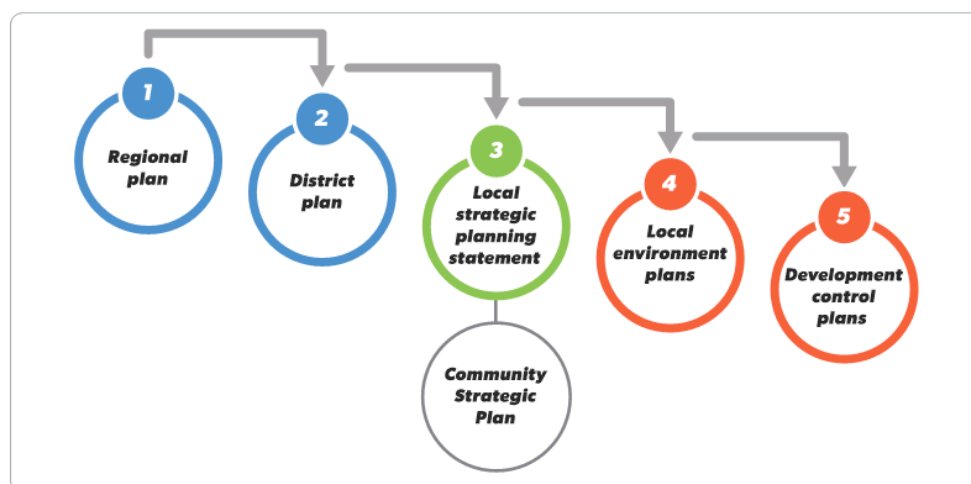 1
Regional
plan
2
District
plan
3
Local
strategic
planning
statement
4
Local
environment
plans
5
Development
control
plans
Community
Strategic
Plan